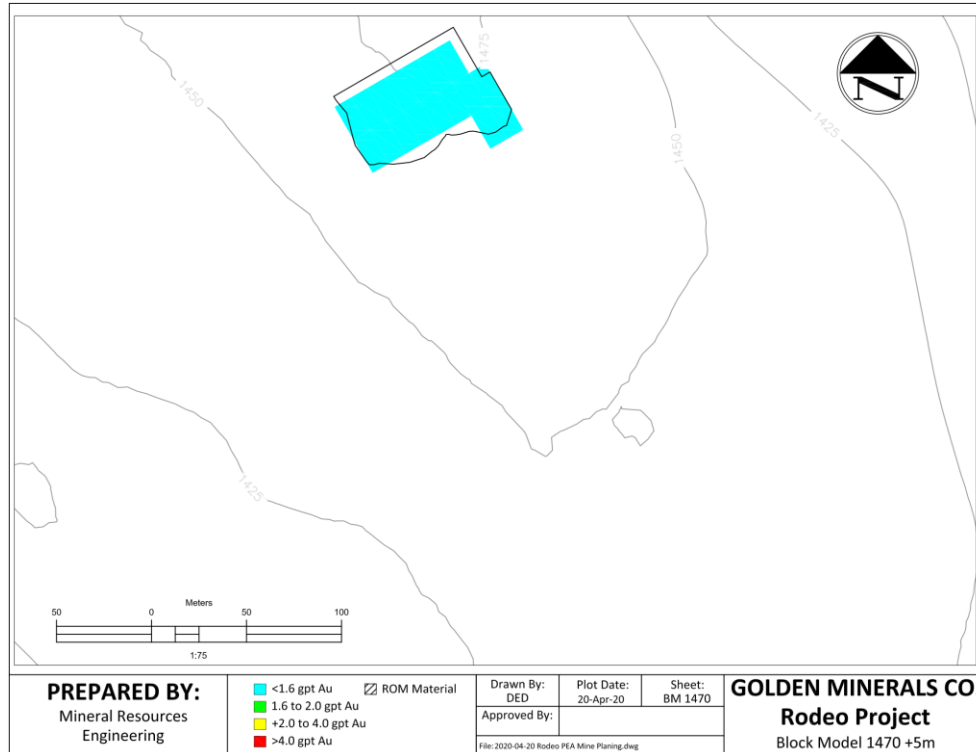 1450
1475
1450
1425
N
1425
Meters
50 0 50 100
1:75
PREPARED BY:
Mineral Resources
Engineering
<1.6 gpt Au
ROM Material
1.6 to 2.0 gpt Au
+2.0 to 4.0 gpt Au
>4.0 gpt Au
Drawn By:
DED
Plot Date:
20-Apr-20
Sheet:
BM 1470
Approved By:
File: 2020-04-20 Rodeo PEA Mine Planing.dwg
GOLDEN MINERALS CO
Rodeo Project
Block Model 1470 +5m